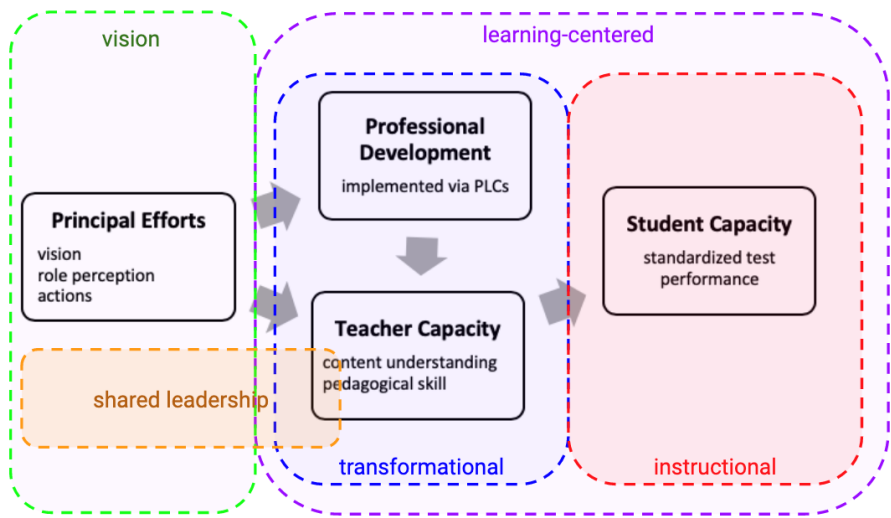 vision
learning-centered
Professional
Development
implemented via PLCs
Principal Efforts
vision
role perception
actions
Student Capacity
standardized test
performance
Teacher Capacity
content understanding
pedagogical skill
shared leadership
transformational
instructional